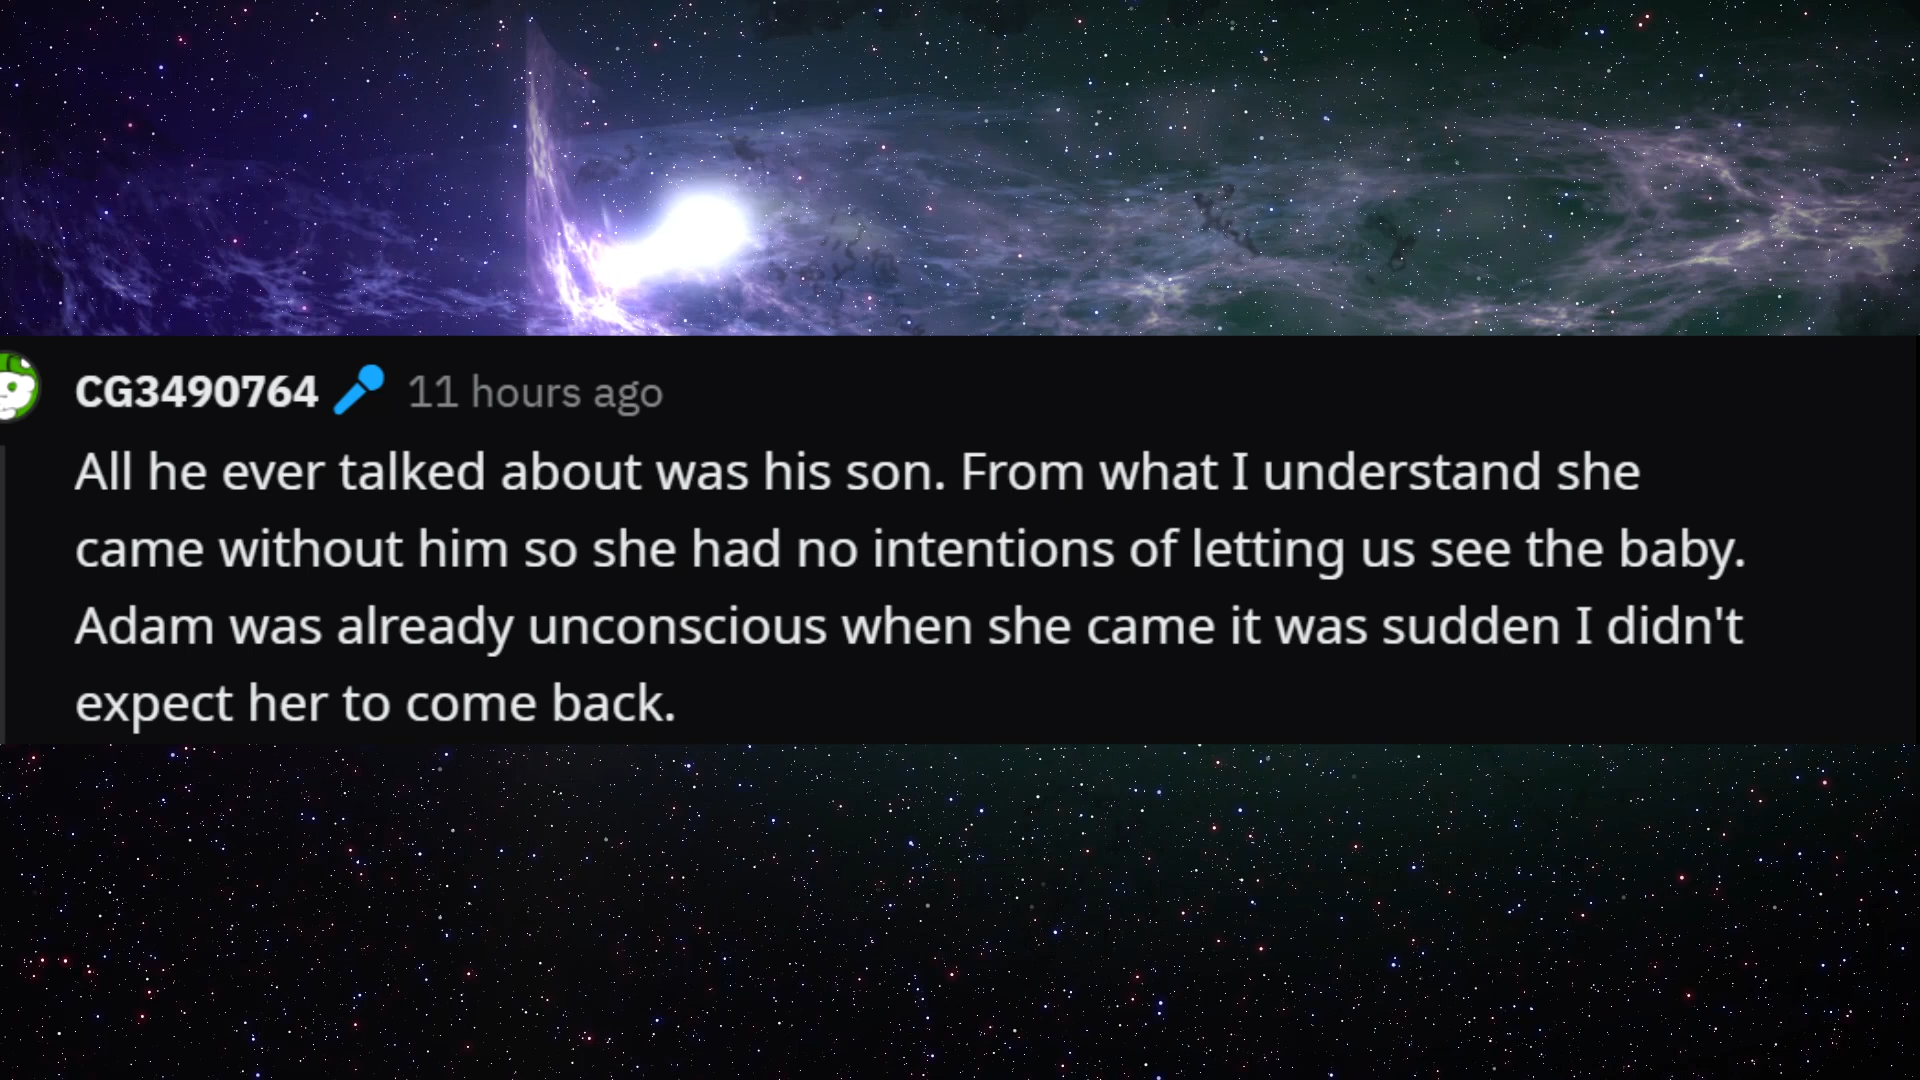 CG3490764 11 hours ago
All he ever talked about was his son. From what I understand she
came without him so she had no intentions of letting us see the baby.
Adam was already unconscious when she came it was sudden I didn't
expect her to come back.